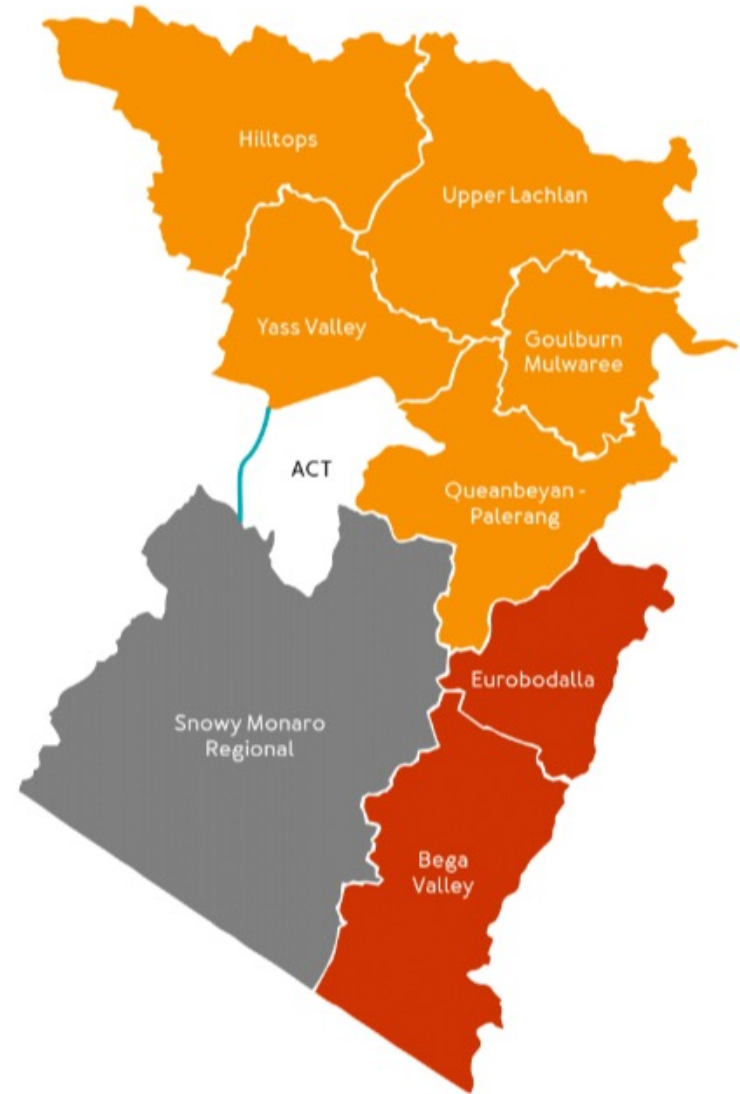 Hilltops
Upper Lachlan
Yass Valley
Goulburn
Mulwaree
ACT
Queanbeyan -
Palerang
Eurobodalla
Snowy Monaro
Regional
Bega
Valley